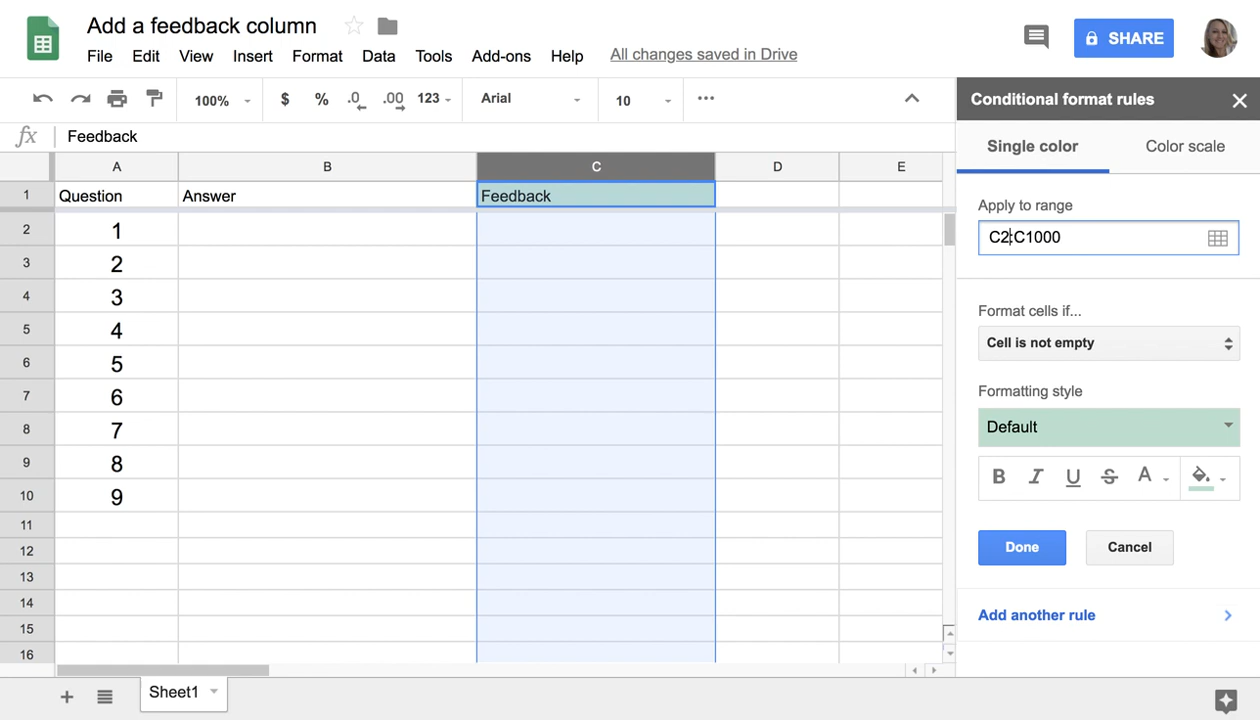 Add a feedback column
File Edit View Insert Format Data Tools Add-ons Help All changes saved in Drive
SHARE
100% $ % .0 .00 123 Arial 10
fx Feedback
A B C D E
1 Question Answer Feedback
2 1
3 2
4 3
5 4
6 5
7 6
8 7
9 8
10 9
11
12
13
14
15
16
Sheet1
Conditional format rules
Single color Color scale
Apply to range
C2:C1000
Format cells if...
Cell is not empty
Formatting style
Default
B I U S A
Done Cancel
Add another rule